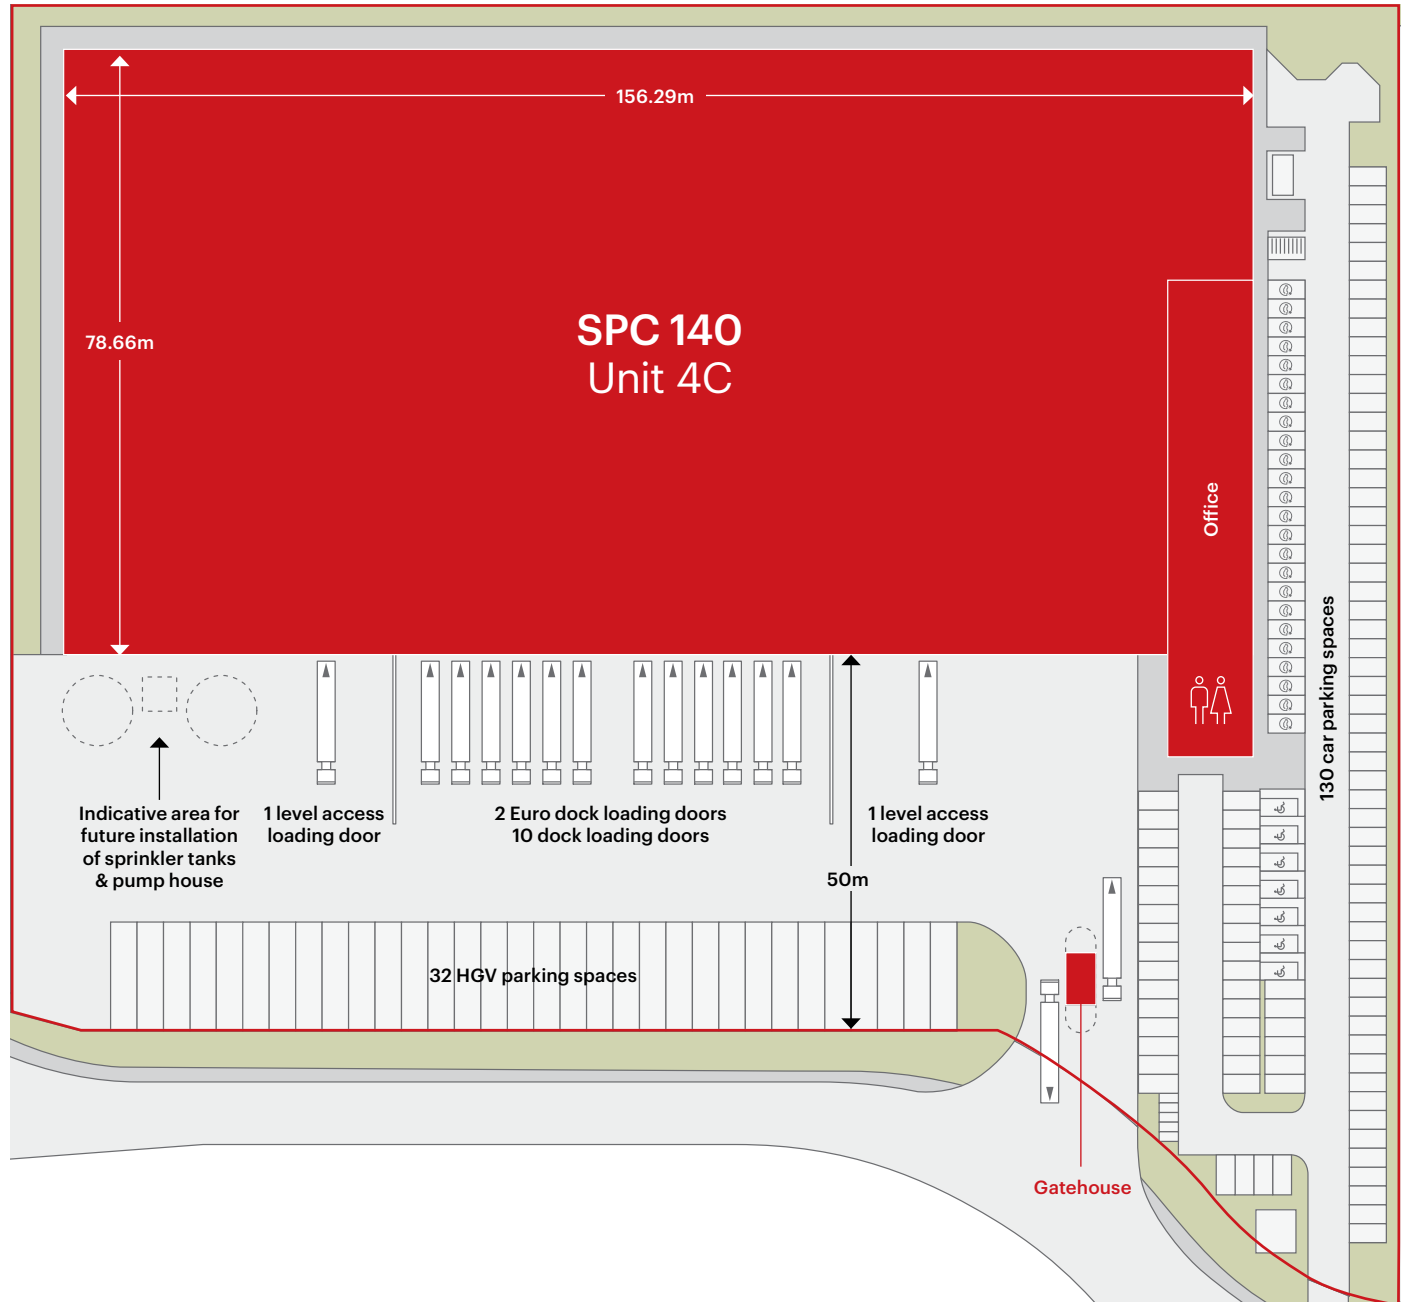 156.29m
78.66m
SPC 140
Unit 4C
Office
130 car parking spaces
Indicative area for
future installation
of sprinkler tanks
& pump house
1 level access
loading door
2 Euro dock loading doors
10 dock loading doors
1 level access
loading door
50m
32 HGV parking spaces
Gatehouse